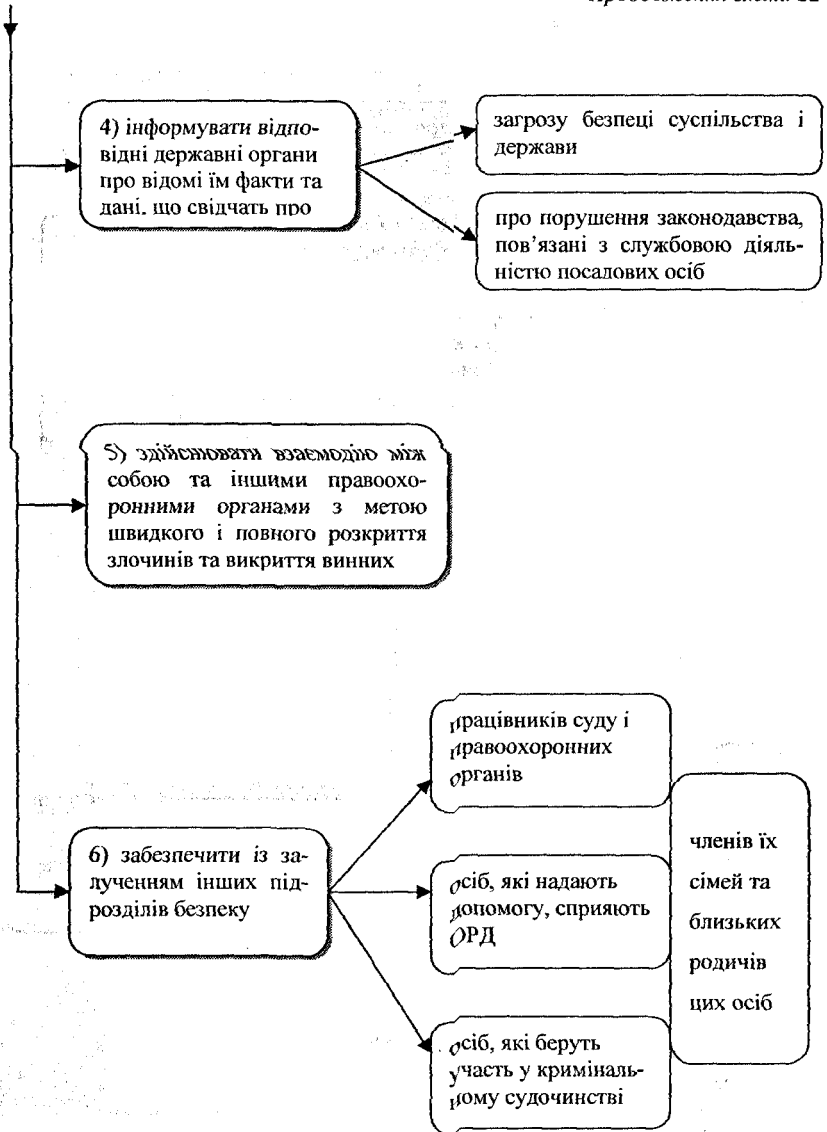 4) інформувати відпо-
відні державні органи
про відомі їм факти та
дані, що свідчать про
загрозу безпеці суспільства і
держави
про порушення законодавства,
пов’язані з службовою діяль-
ністю посадових осіб
5) здійснювати взаємодію між
собою та іншими правоохо-
ронними органами з метою
швидкого і повного розкриття
злочинів та викриття винних
6) забезпечити із за-
лученням інших під-
розділів безпеку
працівників суду і
правоохоронних
органів
осіб, які надають
допомогу, сприяють
ОРД
осіб, які беруть
участь у криміналь-
ному судочинстві
членів їх
сімей та
близьких
родичів
цих осіб